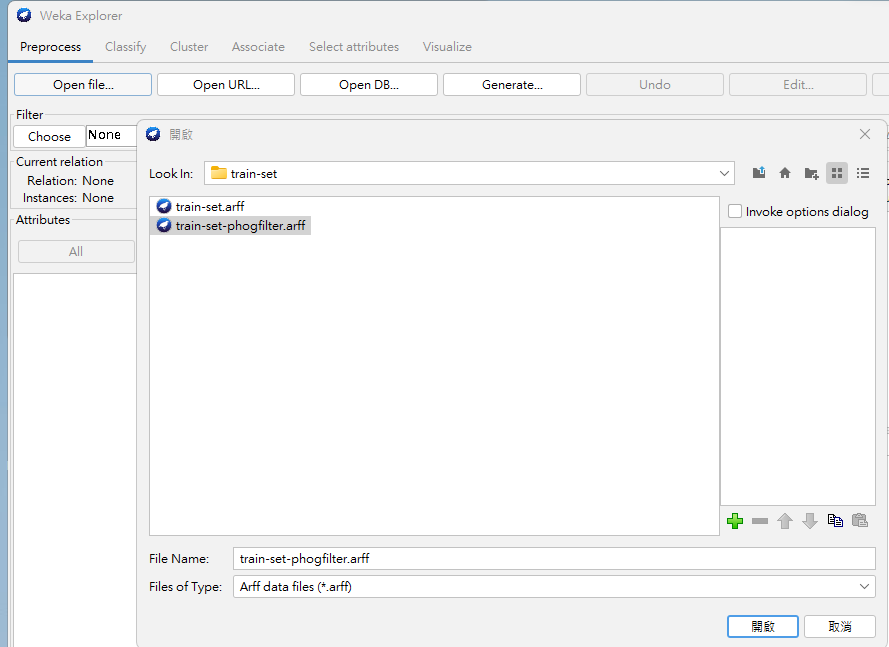 Weka Explorer
Preprocess Classify Cluster Associate Select attributes Visualize
Open file... Open URL... Open DB... Generate... Undo Edit...
Filter
Choose None
Current relation
Relation: None
Instances: None
Attributes
All
開啟
Look In: train-set
train-set.arff
train-set-phogfilter.arff
Invoke options dialog
File Name: train-set-phogfilter.arff
Files of Type: Arff data files (*.arff)
開啟 取消